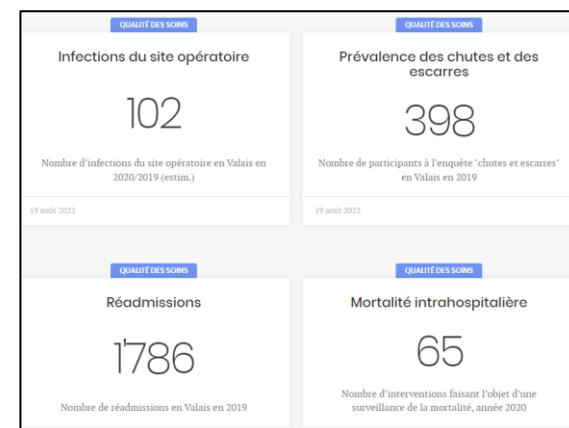 QUALITÉ DES SOINS
Infections du site opératoire
102
Nombre d'infections du site opératoire en Valais en
2020/2019 (estim.)
19 août 2022
QUALITÉ DES SOINS
Prévalence des chutes et des
escarres
398
Nombre de participants à l'enquête "chutes et escarres"
en Valais en 2019
19 août 2022
QUALITÉ DES SOINS
Réadmissions
1'786
Nombre de réadmissions en Valais en 2019
QUALITÉ DES SOINS
Mortalité intrahospitalière
65
Nombre d'interventions faisant l'objet d'une
surveillance de la mortalité, année 2020